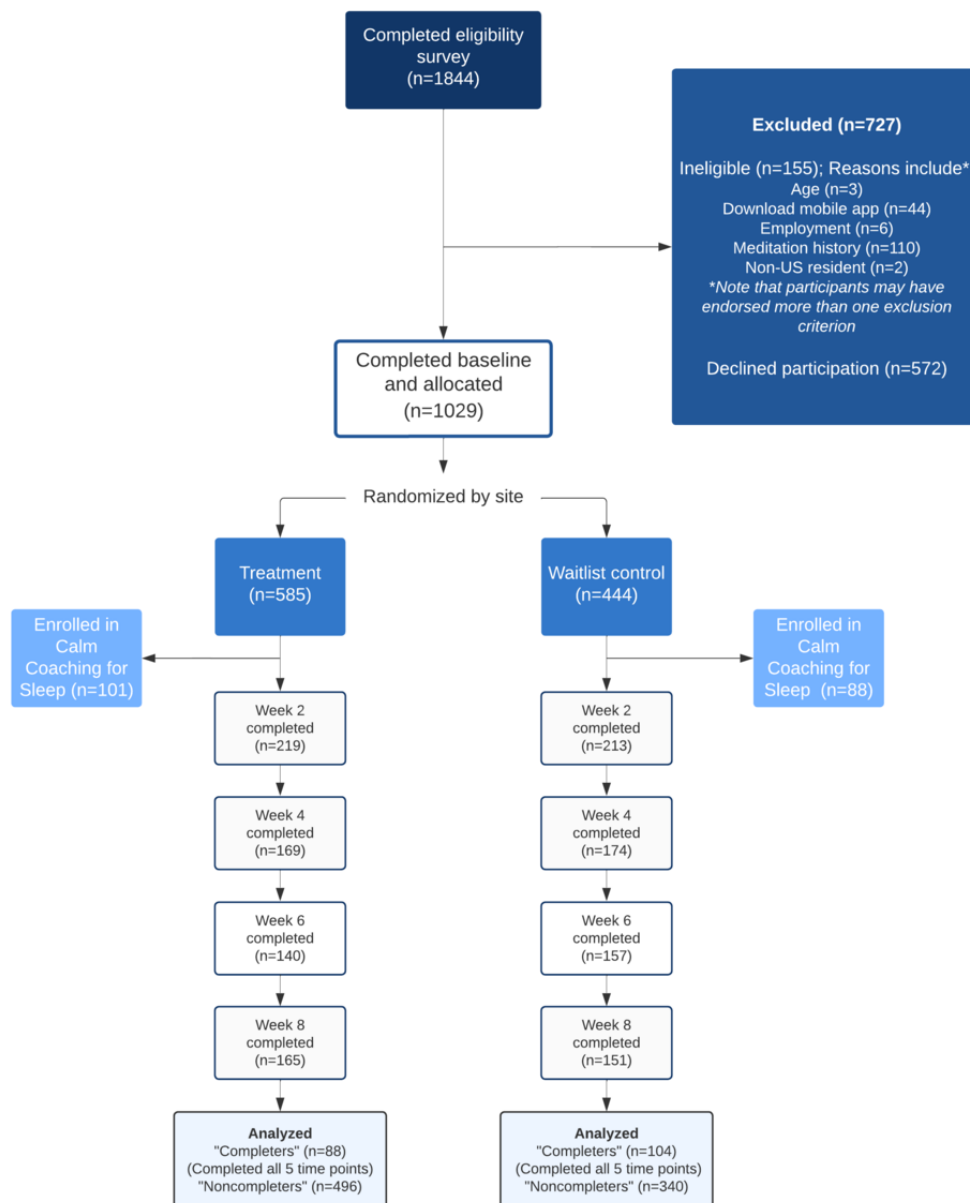 Completed eligibility
survey
(n=1844)
Excluded (n=727)
Ineligible (n=155); Reasons include*
Age (n=3)
Download mobile app (n=44)
Employment (n=6)
Meditation history (n=110)
Non-US resident (n=2)
*Note that participants may have
endorsed more than one exclusion
criterion
Declined participation (n=572)
Completed baseline
and allocated
(n=1029)
Randomized by site
Treatment
(n=585)
Waitlist control
(n=444)
Enrolled in
Calm
Coaching for
Sleep (n=101)
Enrolled in
Calm
Coaching for
Sleep (n=88)
Week 2
completed
(n=219)
Week 2
completed
(n=213)
Week 4
completed
(n=169)
Week 4
completed
(n=174)
Week 6
completed
(n=140)
Week 6
completed
(n=157)
Week 8
completed
(n=165)
Week 8
completed
(n=151)
Analyzed
"Completers" (n=88)
(Completed all 5 time points)
"Noncompleters" (n=496)
Analyzed
"Completers" (n=104)
(Completed all 5 time points)
"Noncompleters" (n=340)